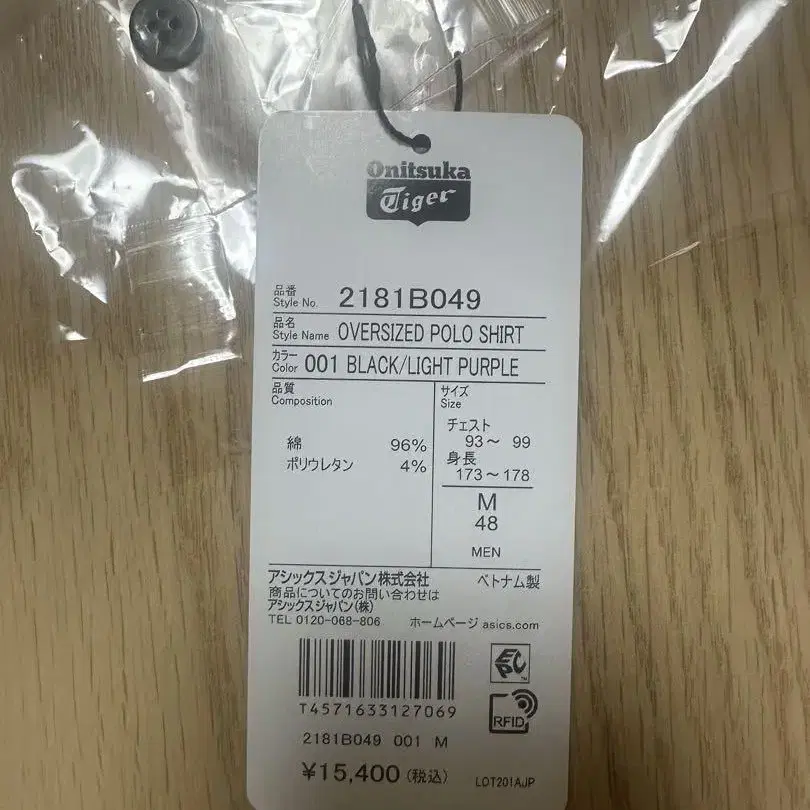 Onitsuka
Tiger
品番
Style No. 2181B049
品名
Style Name OVERSIZED POLO SHIRT
カラー
Color 001 BLACK/LIGHT PURPLE
品質
Composition
綿 96%
ポリウレタン 4%
サイズ
Size
チェスト
93～ 99
身長
173～178
M
48
MEN
アシックスジャパン株式会社 ベトナム製
商品についてのお問い合わせは
アシックスジャパン(株)
TEL 0120-068-806 ホームページ asics.com
EPC
T4571633127069
RFID
2181B049 001 M
¥15,400(税込) LOT201AJP